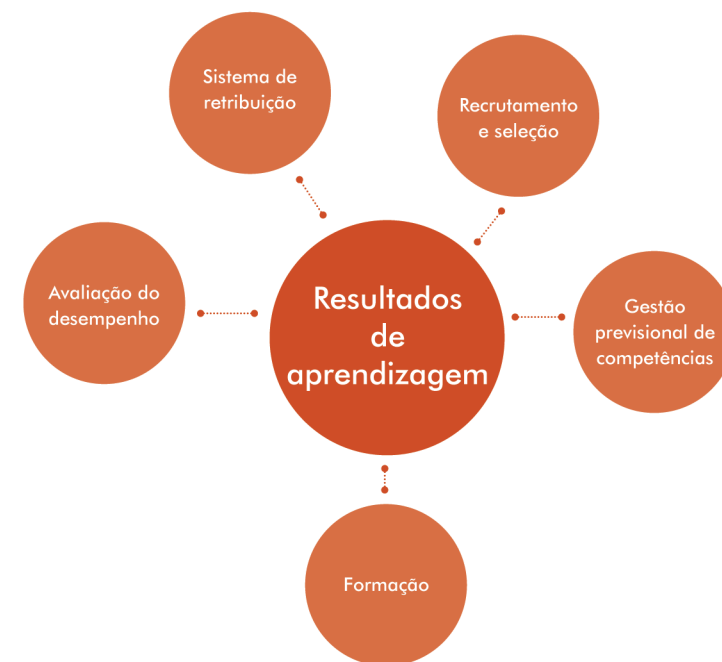 Sistema de
retribuição
Recrutamento
e seleção
Avaliação do
desempenho
Resultados
de
aprendizagem
Gestão
previsional de
competências
Formação